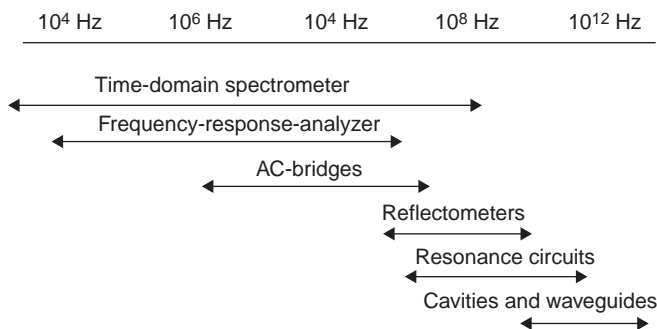 10⁴ Hz 10⁶ Hz 10⁴ Hz 10⁸ Hz 10¹² Hz
Time-domain spectrometer
Frequency-response-analyzer
AC-bridges
Reflectometers
Resonance circuits
Cavities and waveguides